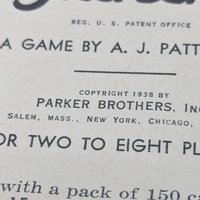 REG. U. S. PATENT OFFICE
A GAME BY A. J. PATT
COPYRIGHT 1938 BY
PARKER BROTHERS, INC
SALEM, MASS., NEW YORK, CHICAGO,
OR TWO TO EIGHT PL
with a pack of 150 ca